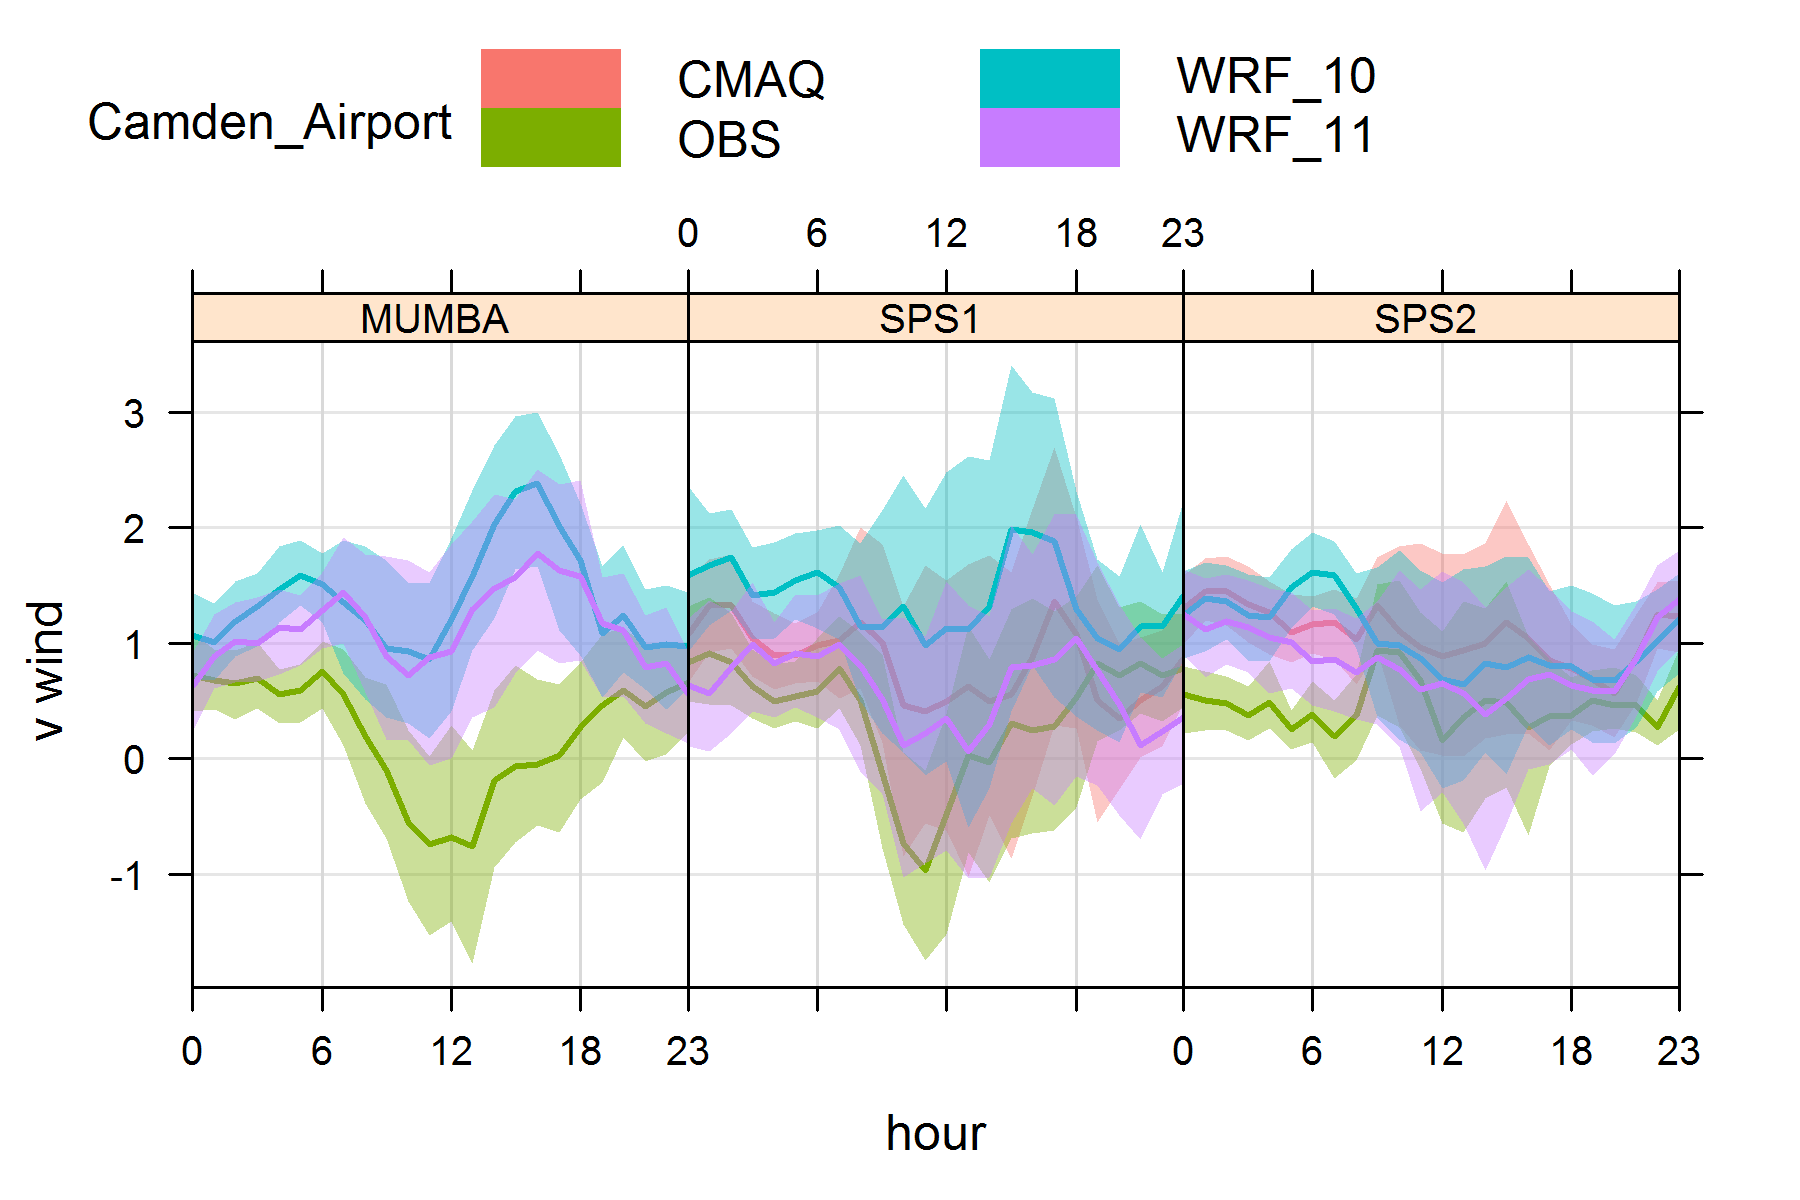 Camden_Airport
CMAQ
OBS
WRF_10
WRF_11
0 6 12 18 23
MUMBA SPS1 SPS2
3
2
1
0
-1
v wind
0 6 12 18 23 0 6 12 18 23
hour